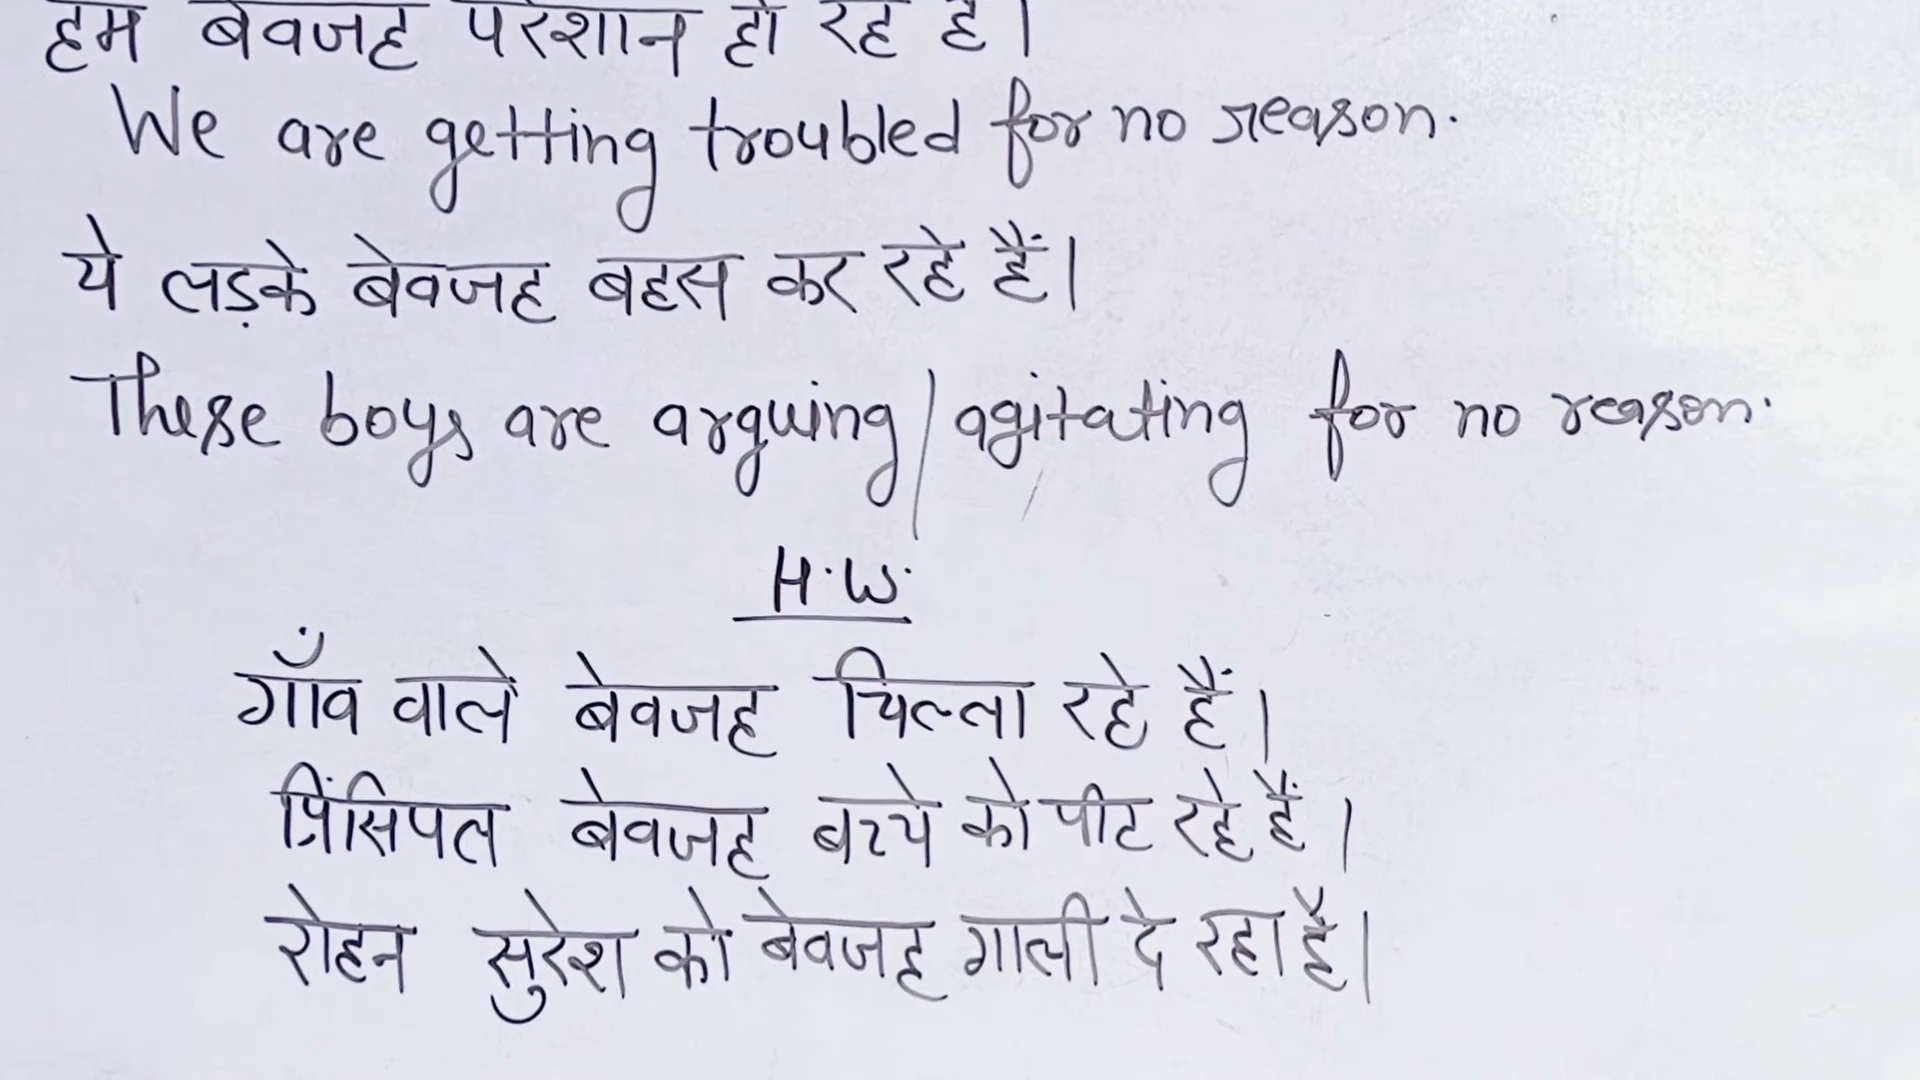 हम बेवजह परेशान हो रहे हैं।
We are getting troubled for no reason.
ये लड़के बेवजह बहस कर रहे हैं।
These boys are arguing/agitating for no reason.
H.W.
गाँव वाले बेवजह चिल्ला रहे हैं।
प्रिंसिपल बेवजह बच्चे को पीट रहे हैं।
रोहन सुरेश को बेवजह गाली दे रहा है।